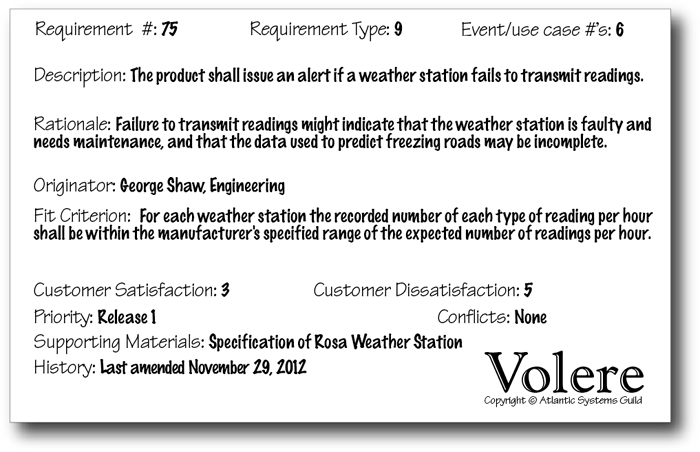 Requirement #: 75 Requirement Type: 9 Event/use case #'s: 6
Description: The product shall issue an alert if a weather station fails to transmit readings.
Rationale: Failure to transmit readings might indicate that the weather station is faulty and
needs maintenance, and that the data used to predict freezing roads may be incomplete.
Originator: George Shaw, Engineering
Fit Criterion: For each weather station the recorded number of each type of reading per hour
shall be within the manufacturer's specified range of the expected number of readings per hour.
Customer Satisfaction: 3 Customer Dissatisfaction: 5
Priority: Release 1 Conflicts: None
Supporting Materials: Specification of Rosa Weather Station
History: Last amended November 29, 2012
Volere
Copyright © Atlantic Systems Guild